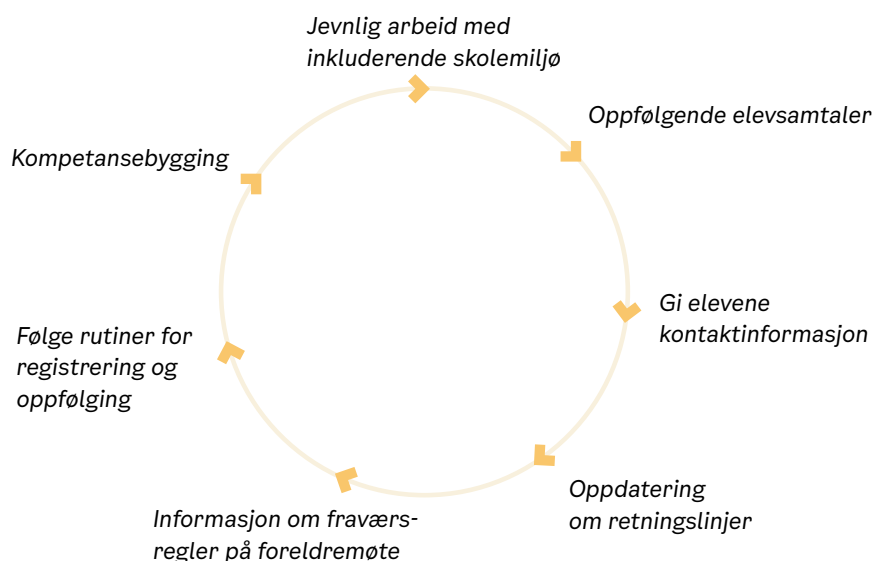 Jevnlig arbeid med
inkluderende skolemiljø
Oppfølgende elevsamtaler
Gi elevene
kontaktinformasjon
Oppdatering
om retningslinjer
Informasjon om fraværs-
regler på foreldremøte
Følge rutiner for
registrering og
oppfølging
Kompetansebygging